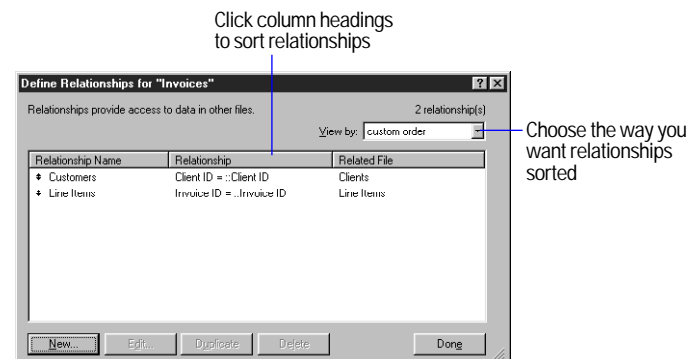 Click column headings
to sort relationships
Define Relationships for "Invoices"
Relationships provide access to data in other files.
2 relationship(s)
View by: custom order
Choose the way you
want relationships
sorted
Relationship Name Relationship Related File
Customers Client ID = ::Client ID Clients
Line Items Invoice ID = ::Invoice ID Line Items
New... Edit... Duplicate Delete Done